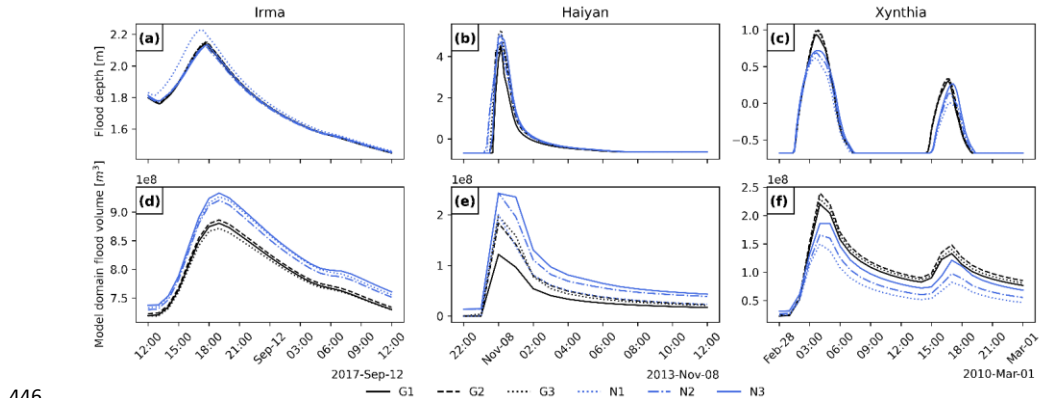 Irma
Haiyan
Xynthia
(a)
(b)
(c)
Flood depth [m]
2.2
2.0
1.8
1.6
4
2
0
1.0
0.5
0.0
−0.5
1e8
1e8
1e8
(d)
(e)
(f)
Model domain flood volume [m³]
9.0
8.5
8.0
7.5
2
1
0
2.5
2.0
1.5
1.0
0.5
12:00 15:00 18:00 21:00 Sep-12 03:00 06:00 09:00 12:00
22:00 Nov-08 02:00 04:00 06:00 08:00 10:00 12:00
Feb-28 03:00 06:00 09:00 12:00 15:00 18:00 21:00 Mar-01
2017-Sep-12
2013-Nov-08
2010-Mar-01
446
G1 G2 G3 N1 N2 N3